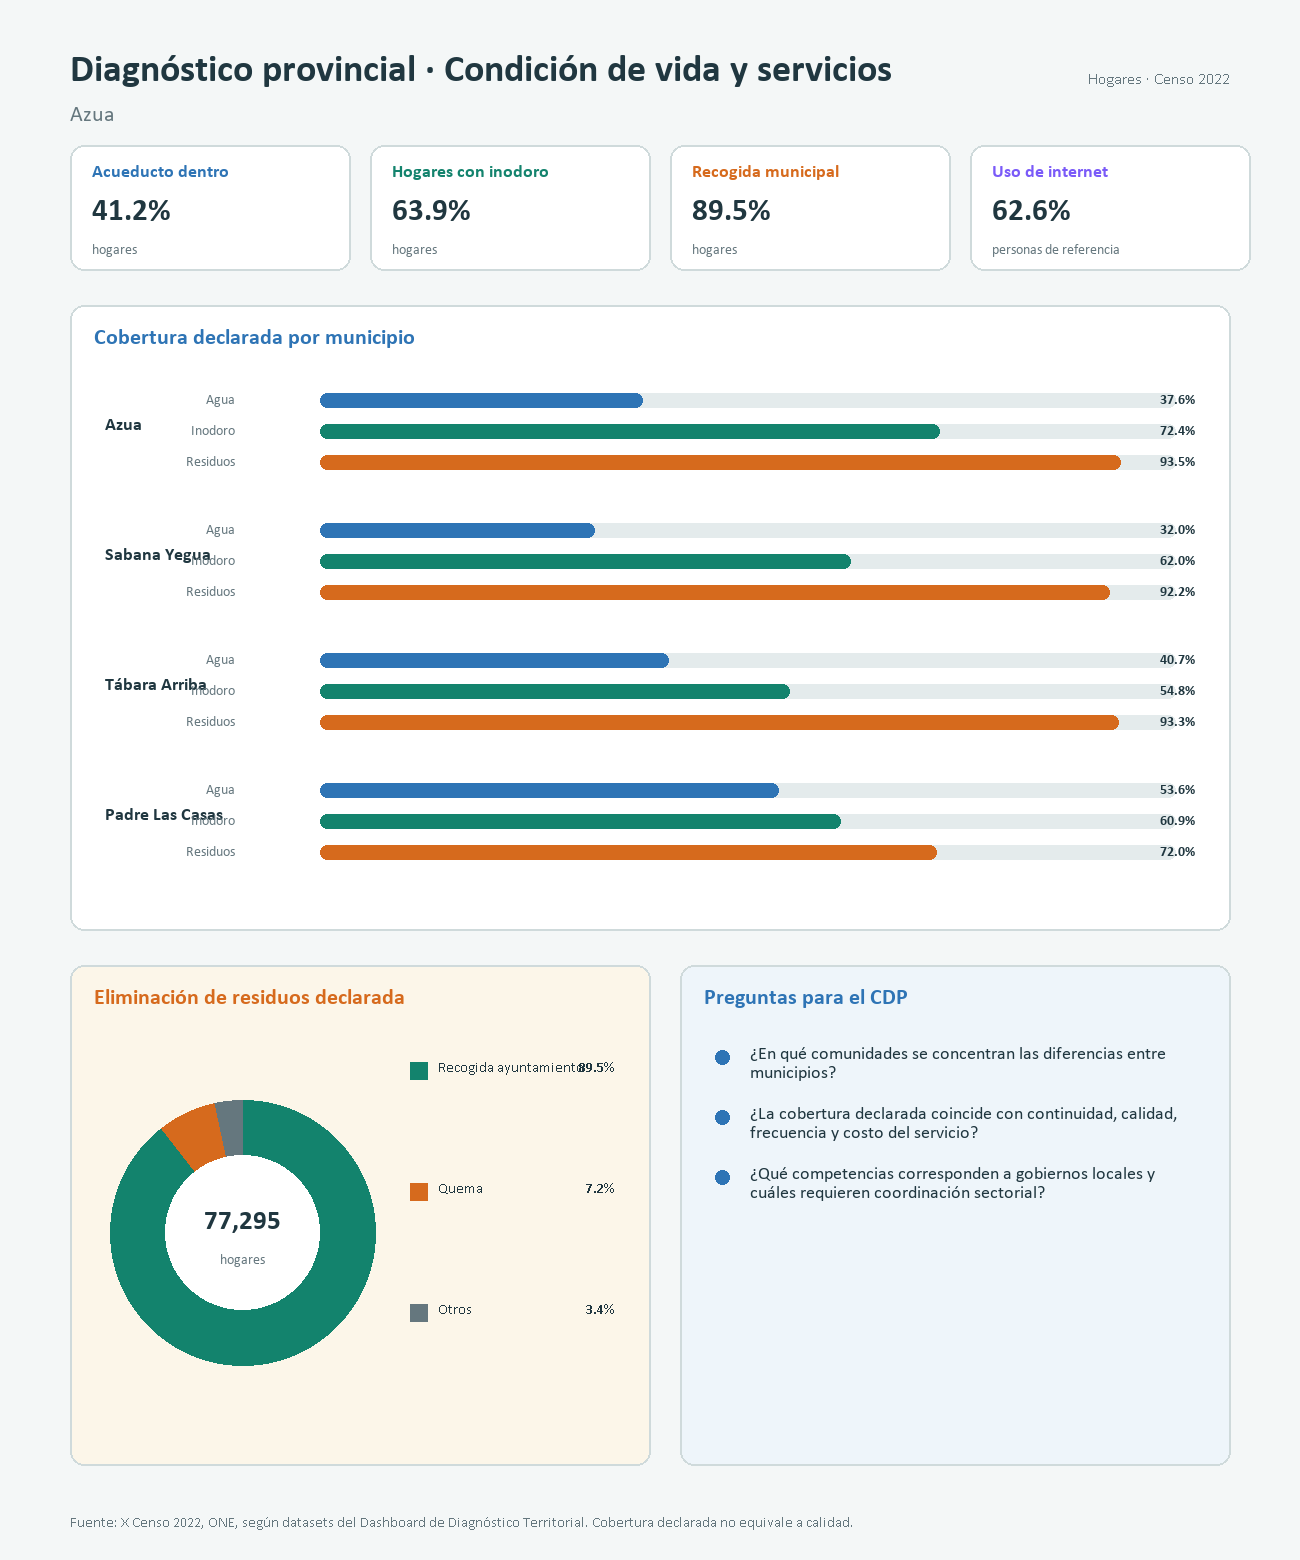 Diagnóstico provincial · Condición de vida y servicios
Hogares · Censo 2022
Azua
Acueducto dentro
41.2%
hogares
Hogares con inodoro
63.9%
hogares
Recogida municipal
89.5%
hogares
Uso de internet
62.6%
personas de referencia
Cobertura declarada por municipio
Azua
Agua
37.6%
Inodoro
72.4%
Residuos
93.5%
Sabana Yegua
Agua
32.0%
Inodoro
62.0%
Residuos
92.2%
Tábara Arriba
Agua
40.7%
Inodoro
54.8%
Residuos
93.3%
Padre Las Casas
Agua
53.6%
Inodoro
60.9%
Residuos
72.0%
Eliminación de residuos declarada
Recogida ayuntamiento 89.5%
Quema 7.2%
Otros 3.4%
77,295
hogares
Preguntas para el CDP
¿En qué comunidades se concentran las diferencias entre
municipios?
¿La cobertura declarada coincide con continuidad, calidad,
frecuencia y costo del servicio?
¿Qué competencias corresponden a gobiernos locales y
cuáles requieren coordinación sectorial?
Fuente: X Censo 2022, ONE, según datasets del Dashboard de Diagnóstico Territorial. Cobertura declarada no equivale a calidad.